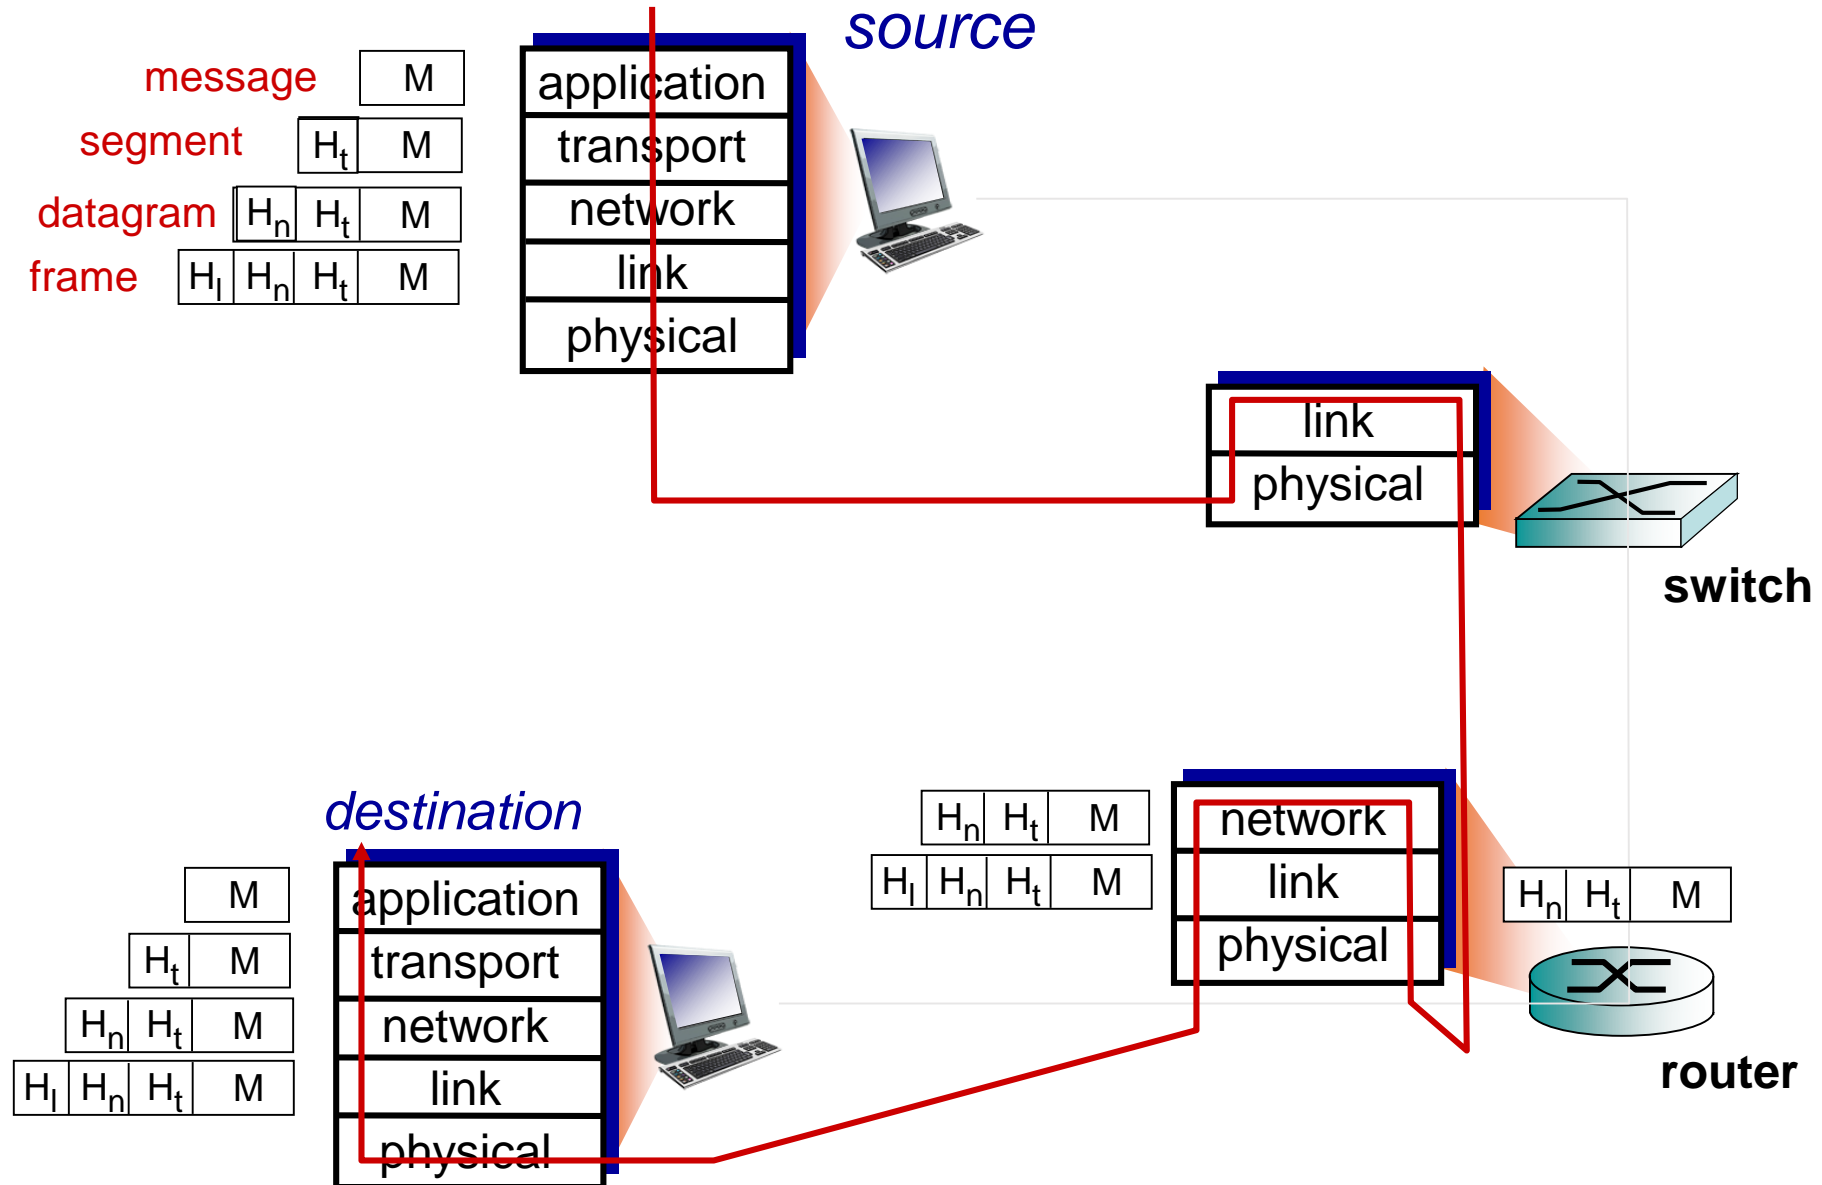 source
message M
segment Ht M
datagram Hn Ht M
frame Hl Hn Ht M
application
transport
network
link
physical
link
physical
switch
destination
M
Ht M
Hn Ht M
Hl Hn Ht M
application
transport
network
link
physical
Hn Ht M
Hl Hn Ht M
network
link
physical
Hn Ht M
router